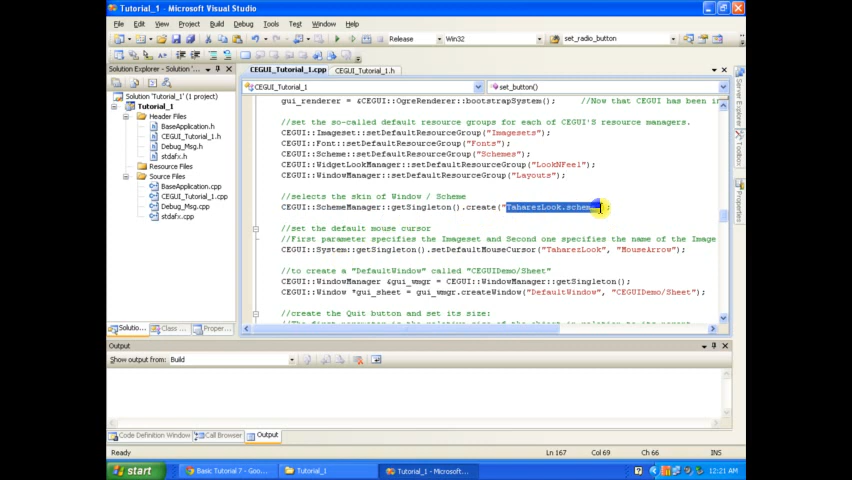 Tutorial_1 - Microsoft Visual Studio
File Edit View Project Build Debug Tools Test Window Help
Release Win32 set_radio_button
Solution Explorer - Solution '...
CEGUI_Tutorial_1.cpp CEGUI_Tutorial_1.h
CEGUI_Tutorial_1 set_button()
Solution 'Tutorial_1' (1 project)
Tutorial_1
Header Files
BaseApplication.h
CEGUI_Tutorial_1.h
Debug_Msg.h
stdafx.h
Resource Files
Source Files
BaseApplication.cpp
CEGUI_Tutorial_1.cpp
Debug_Msg.cpp
stdafx.cpp
gui_renderer = &CEGUI::OgreRenderer::bootstrapSystem(); //Now that CEGUI has been in
//set the so-called default resource groups for each of CEGUI'S resource managers.
CEGUI::Imageset::setDefaultResourceGroup("Imagesets");
CEGUI::Font::setDefaultResourceGroup("Fonts");
CEGUI::Scheme::setDefaultResourceGroup("Schemes");
CEGUI::WidgetLookManager::setDefaultResourceGroup("LookNFeel");
CEGUI::WindowManager::setDefaultResourceGroup("Layouts");
//selects the skin of Window / Scheme
CEGUI::SchemeManager::getSingleton().create("TaharezLook.scheme");
//set the default mouse cursor
//First parameter specifies the Imageset and Second one specifies the name of the Image
CEGUI::System::getSingleton().setDefaultMouseCursor("TaharezLook", "MouseArrow");
//to create a "DefaultWindow" called "CEGUIDemo/Sheet"
CEGUI::WindowManager &gui_wmgr = CEGUI::WindowManager::getSingleton();
CEGUI::Window *gui_sheet = gui_wmgr.createWindow("DefaultWindow", "CEGUIDemo/Sheet");
//create the Quit button and set its size:
Server Explorer
Toolbox
Properties
Solutio... Class ... Proper...
Output
Show output from: Build
Code Definition Window Call Browser Output
Ready Ln 167 Col 69 Ch 66 INS
start Basic Tutorial 7 - Goo... Tutorial_1 Tutorial_1 - Microsoft... 12:21 AM